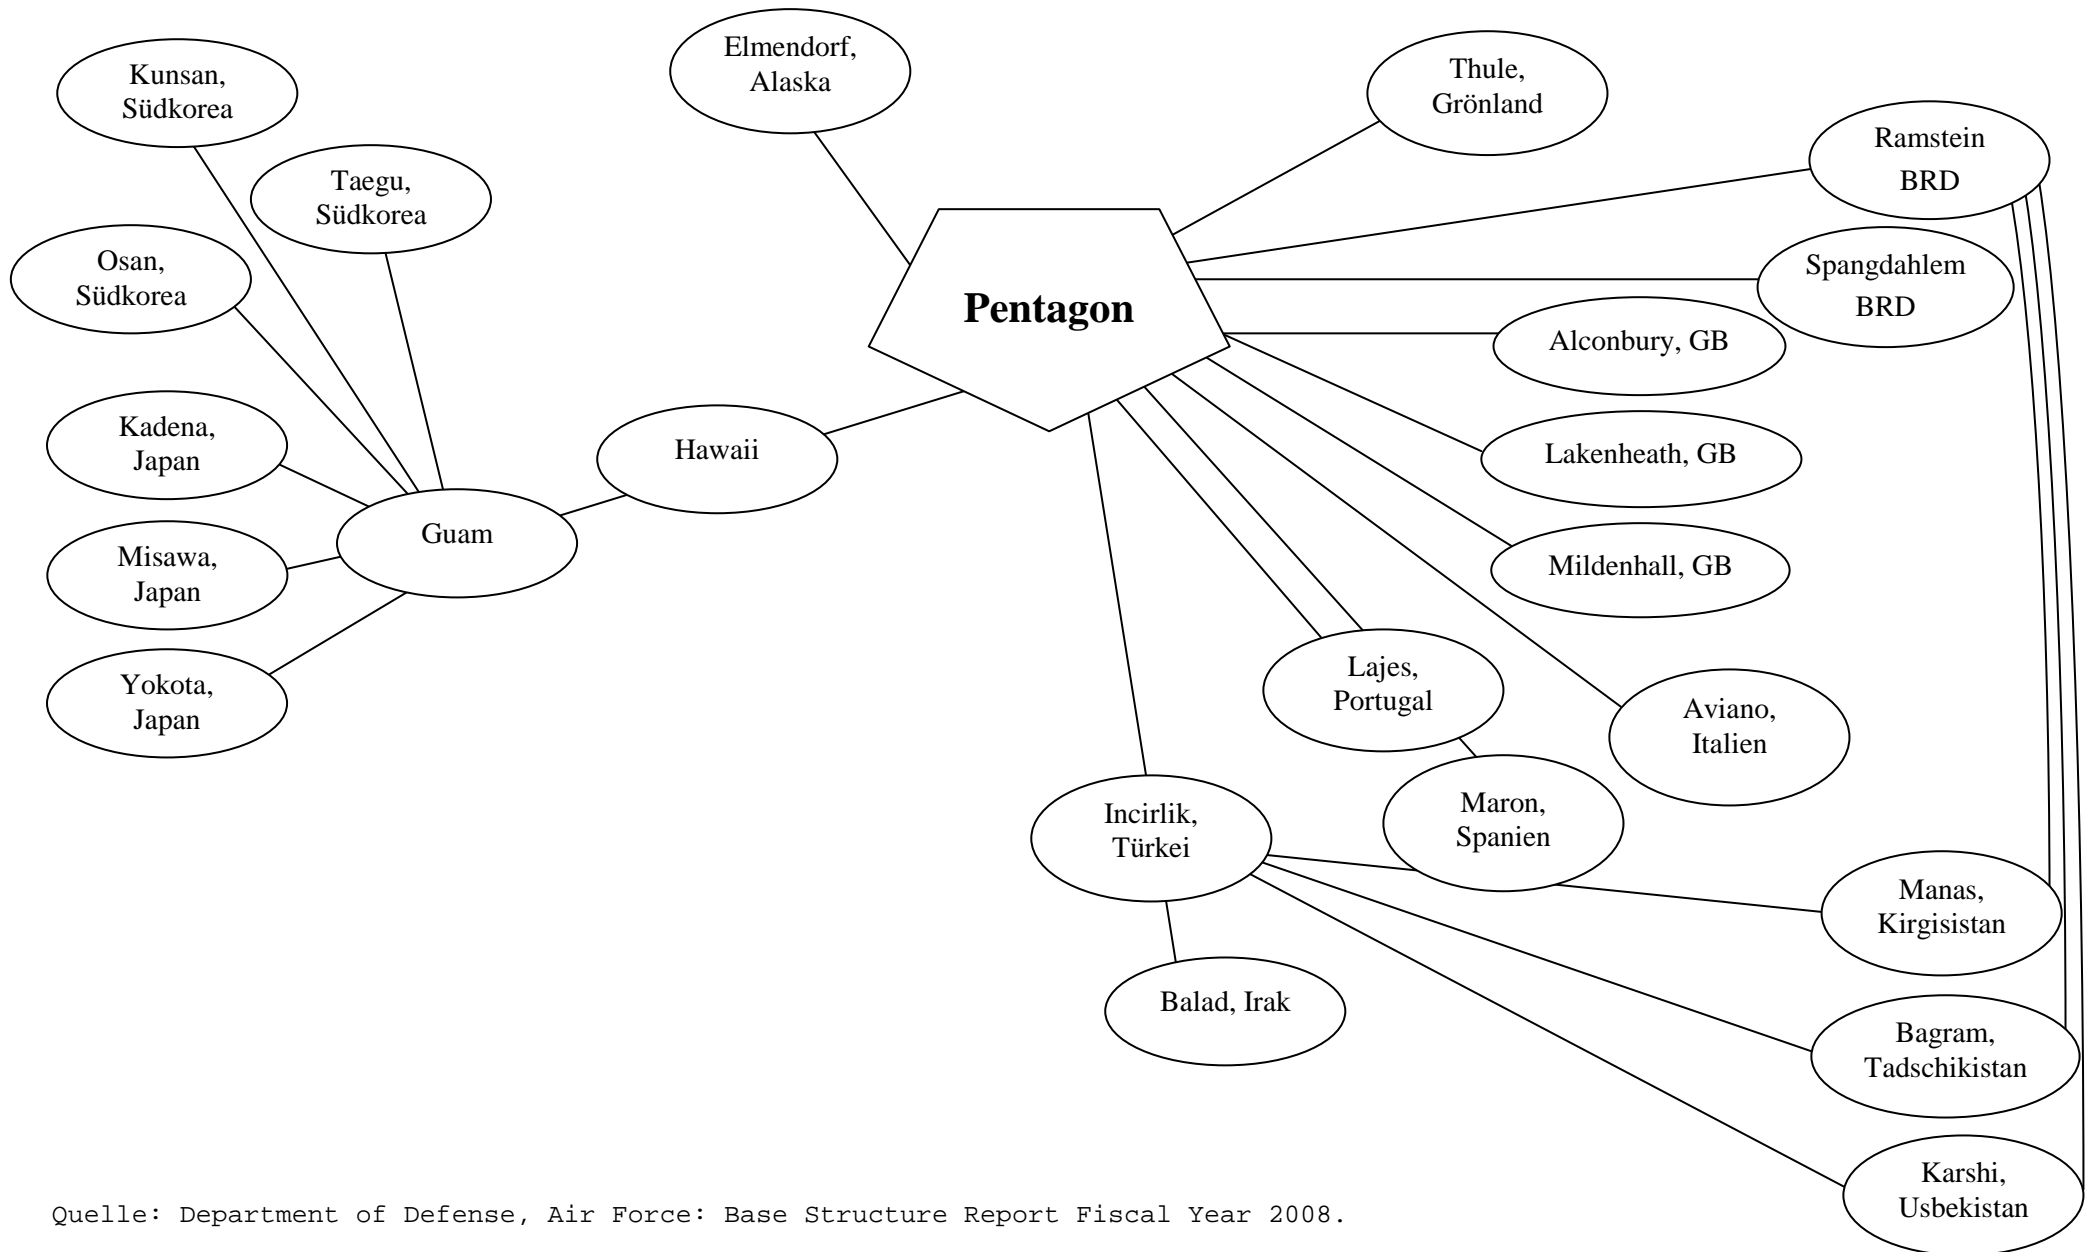 Elmendorf,
Alaska
Kunsan,
Südkorea
Thule,
Grönland
Ramstein
BRD
Taegu,
Südkorea
Osan,
Südkorea
Pentagon
Spangdahlem
BRD
Alconbury, GB
Kadena,
Japan
Hawaii
Lakenheath, GB
Guam
Misawa,
Japan
Mildenhall, GB
Yokota,
Japan
Lajes,
Portugal
Aviano,
Italien
Incirlik,
Türkei
Maron,
Spanien
Manas,
Kirgisistan
Balad, Irak
Bagram,
Tadschikistan
Karshi,
Usbekistan
Quelle: Department of Defense, Air Force: Base Structure Report Fiscal Year 2008.